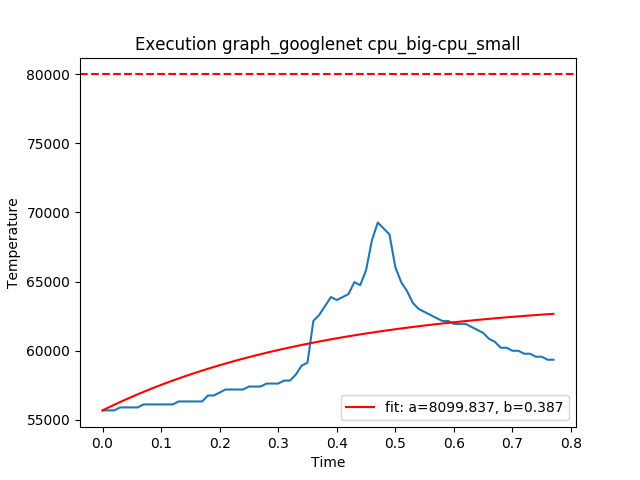 Execution graph_googlenet cpu_big-cpu_small
Temperature
80000
75000
70000
65000
60000
55000
fit: a=8099.837, b=0.387
0.0 0.1 0.2 0.3 0.4 0.5 0.6 0.7 0.8
Time